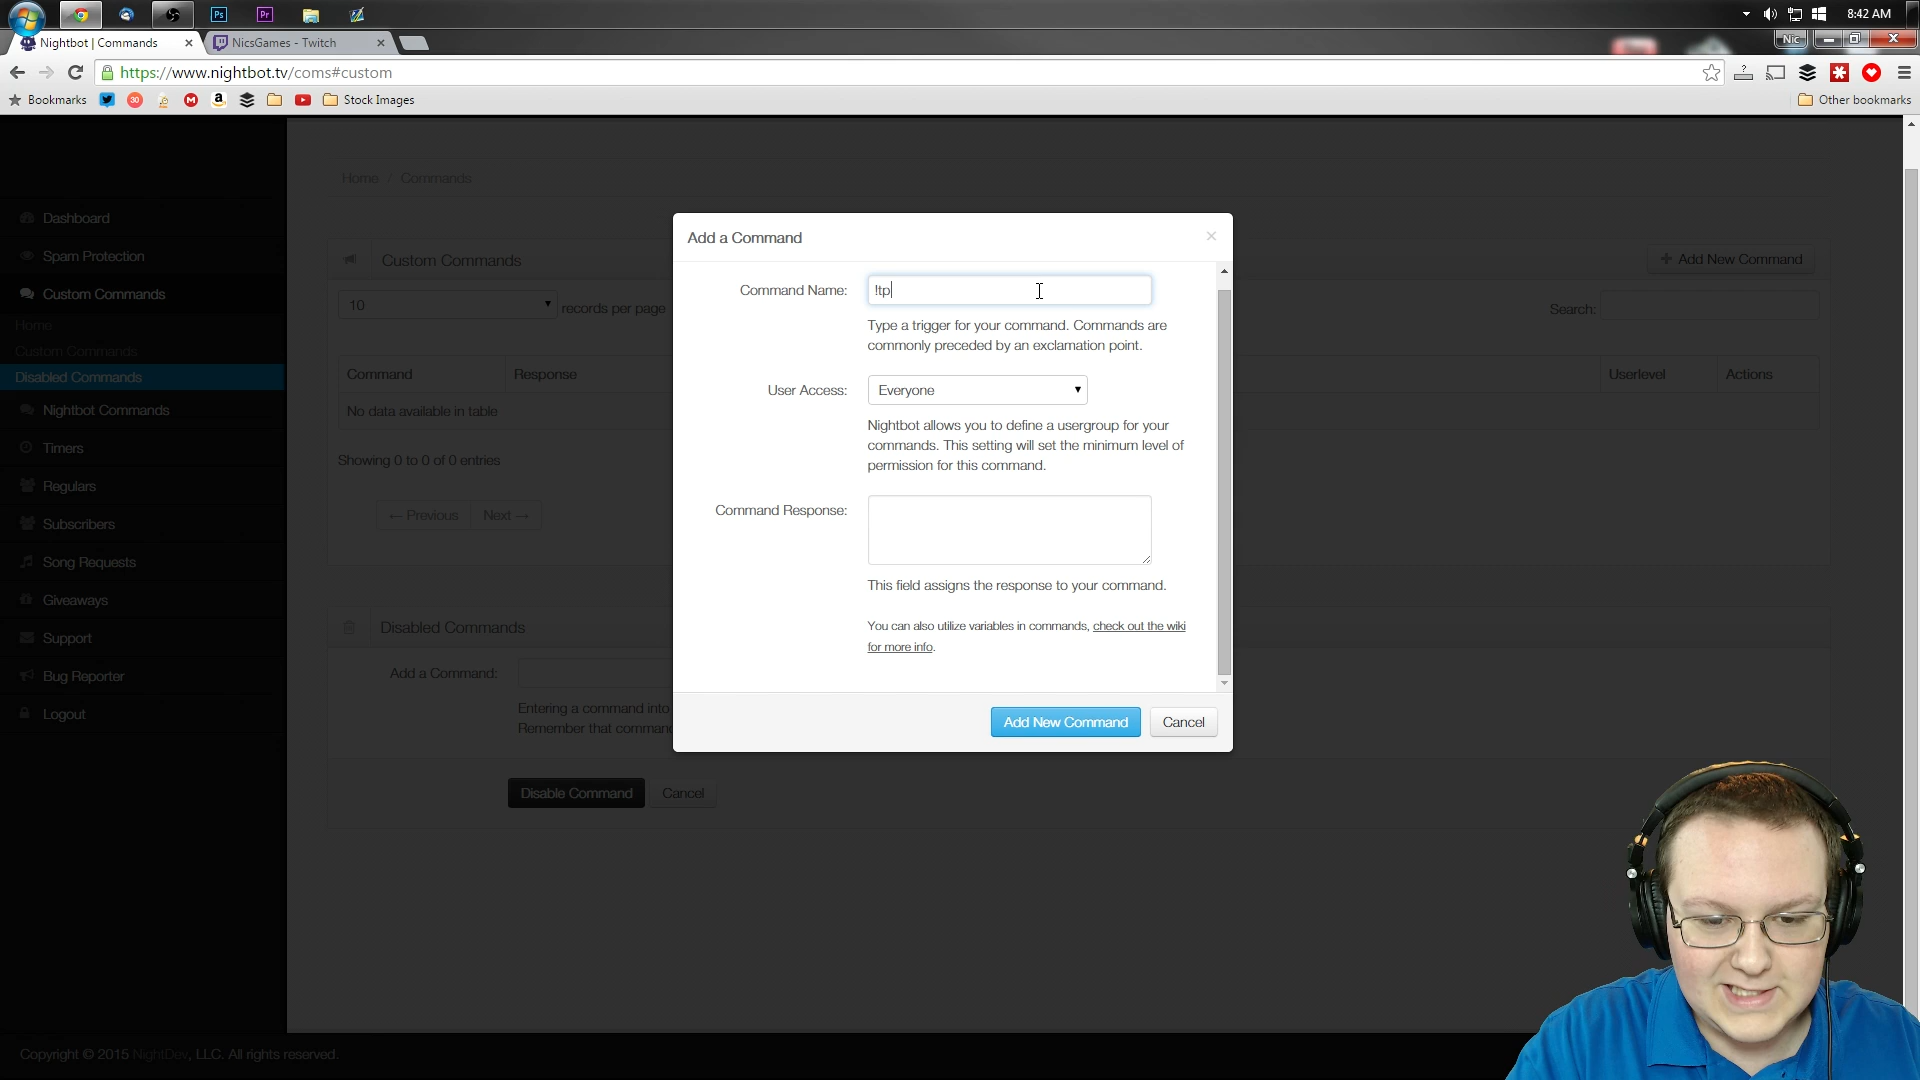 8:42 AM
Nightbot | Commands
NicsGames - Twitch
Nic
https://www.nightbot.tv/coms#custom
Bookmarks
30
Stock Images
Other bookmarks
Home / Commands
Dashboard
Spam Protection
Custom Commands
Home
Custom Commands
Disabled Commands
Nightbot Commands
Timers
Regulars
Subscribers
Song Requests
Giveaways
Support
Bug Reporter
Logout
Custom Commands
+ Add New Command
10
records per page
Search:
Command
Response
Userlevel
Actions
No data available in table
Showing 0 to 0 of 0 entries
← Previous
Next →
Disabled Commands
Add a Command:
Entering a command into
Remember that
Disable Command
Cancel
Add a Command
×
Command Name:
!tp
Type a trigger for your command. Commands are
commonly preceded by an exclamation point.
User Access:
Everyone
Nightbot allows you to define a usergroup for your
commands. This setting will set the minimum level of
permission for this command.
Command Response:
This field assigns the response to your command.
You can also utilize variables in commands, check out the wiki
for more info.
Add New Command
Cancel
Copyright © 2015 NightDev, LLC. All rights reserved.